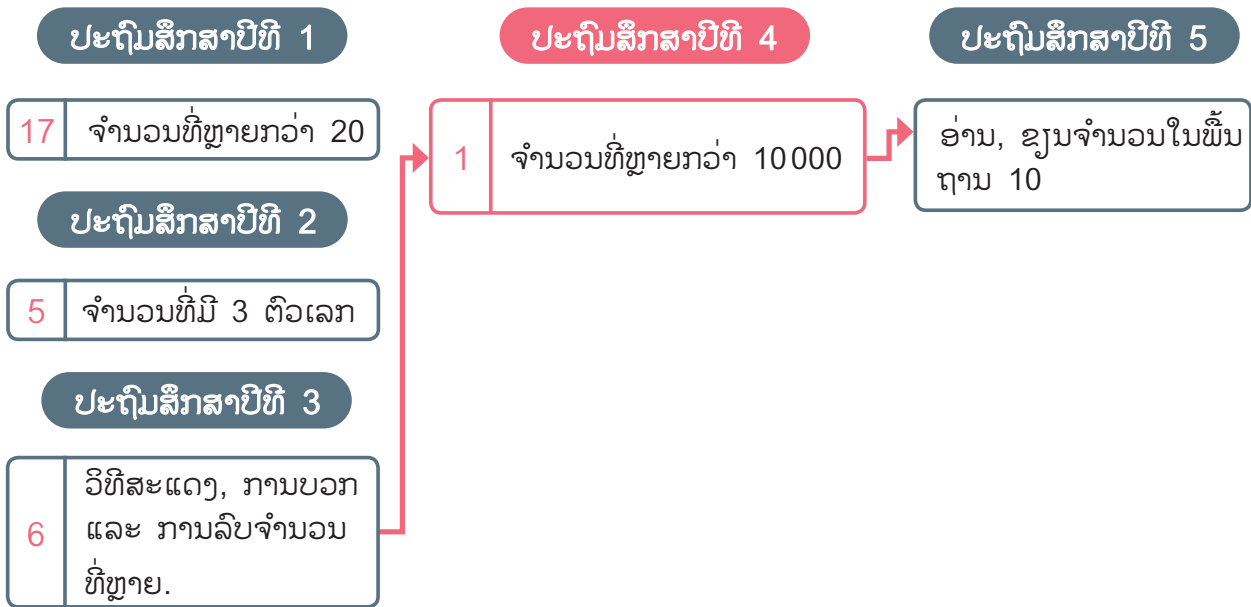 ປະຖົມສຶກສາປີທີ 1
17 ຈຳນວນທີ່ຫຼາຍກວ່າ 20
ປະຖົມສຶກສາປີທີ 2
5 ຈຳນວນທີ່ມີ 3 ຕົວເລກ
ປະຖົມສຶກສາປີທີ 3
6 ວິທີສະແດງ, ການບວກ
ແລະ ການລົບຈຳນວນ
ທີ່ຫຼາຍ.
ປະຖົມສຶກສາປີທີ 4
1 ຈຳນວນທີ່ຫຼາຍກວ່າ 10 000
ປະຖົມສຶກສາປີທີ 5
ອ່ານ, ຂຽນຈຳນວນໃນພື້ນ
ຖານ 10